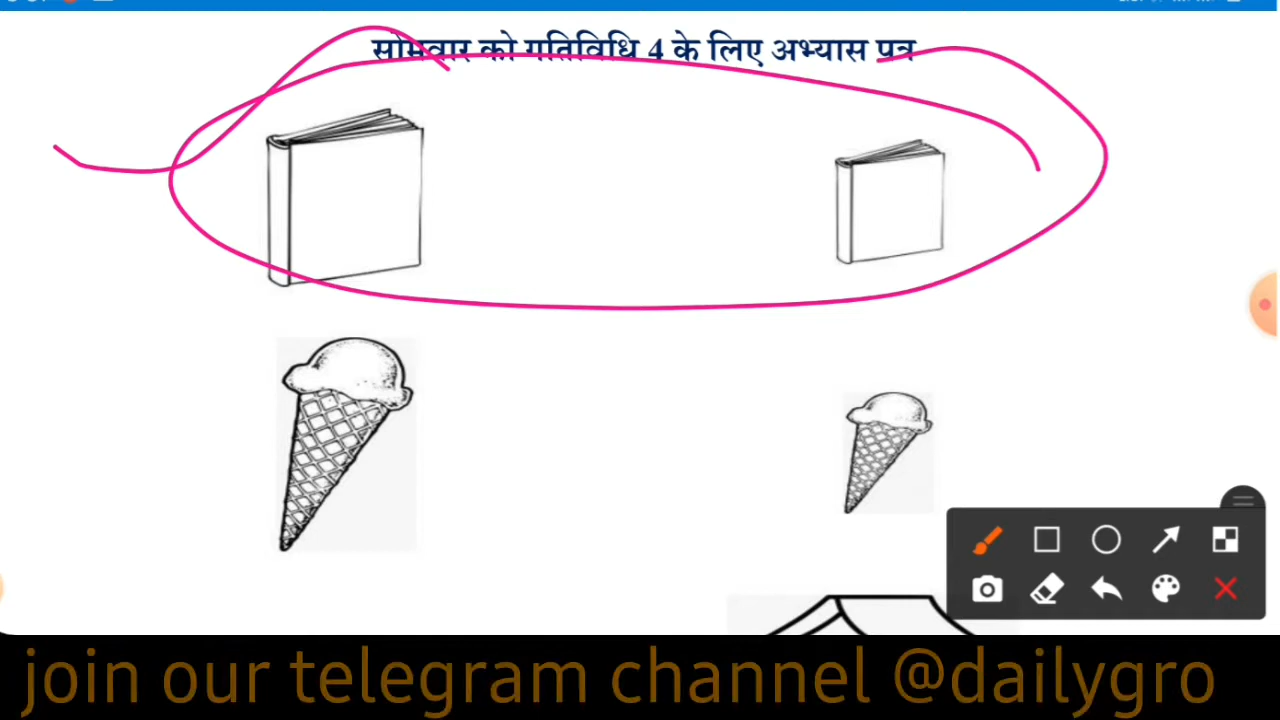 सोमवार को गतिविधि 4 के लिए अभ्यास पत्र
join our telegram channel @dailygro